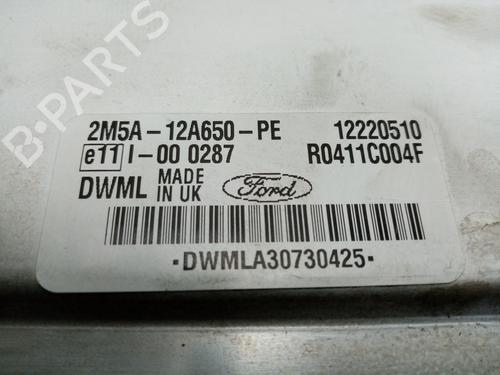 2M5A-12A650-PE 12220510
e11 I-00 0287 R0411C004F
DWML MADE IN UK Ford
·DWMLA30730425·
B-PARTS